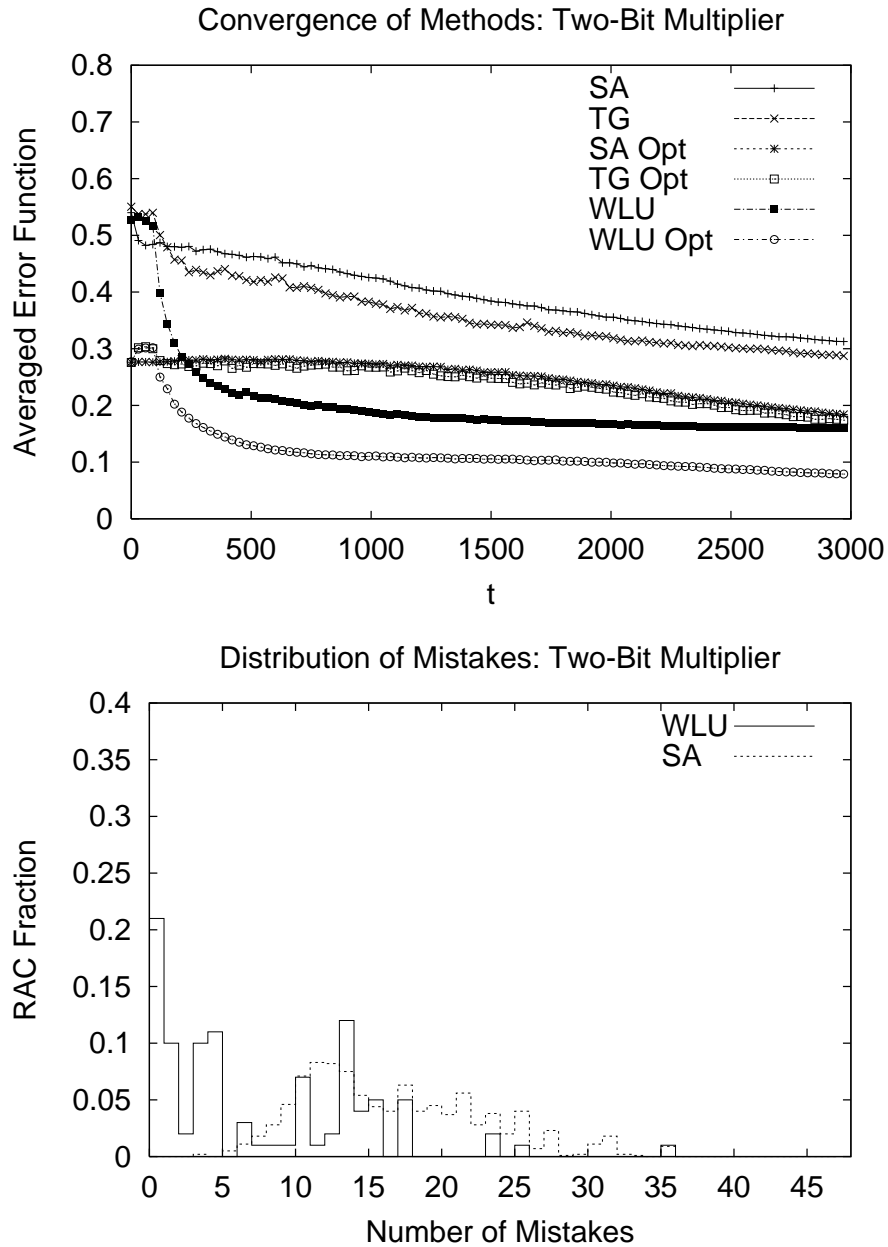 Convergence of Methods: Two-Bit Multiplier
0.8
0.7
0.6
0.5
0.4
0.3
0.2
0.1
0
Averaged Error Function
SA
TG
SA Opt
TG Opt
WLU
WLU Opt
0 500 1000 1500 2000 2500 3000
t
Distribution of Mistakes: Two-Bit Multiplier
0.4
0.35
0.3
0.25
0.2
0.15
0.1
0.05
0
RAC Fraction
WLU
SA
0 5 10 15 20 25 30 35 40 45
Number of Mistakes